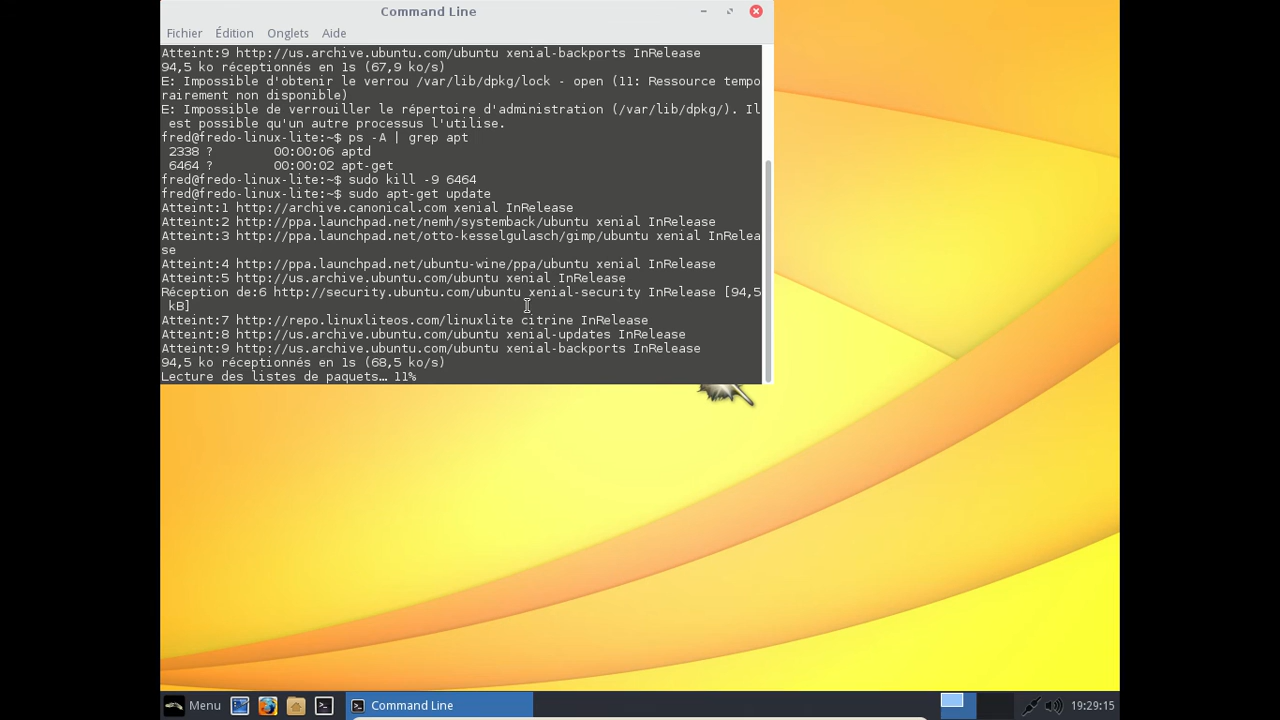 Command Line
Fichier Édition Onglets Aide
Atteint:9 http://us.archive.ubuntu.com/ubuntu xenial-backports InRelease
94,5 ko réceptionnés en 1s (67,9 ko/s)
E: Impossible d'obtenir le verrou /var/lib/dpkg/lock - open (11: Ressource tempo
rairement non disponible)
E: Impossible de verrouiller le répertoire d'administration (/var/lib/dpkg/). Il
est possible qu'un autre processus l'utilise.
fred@fredo-linux-lite:~$ ps -A | grep apt
2338 ?        00:00:06 aptd
6464 ?        00:00:02 apt-get
fred@fredo-linux-lite:~$ sudo kill -9 6464
fred@fredo-linux-lite:~$ sudo apt-get update
Atteint:1 http://archive.canonical.com xenial InRelease
Atteint:2 http://ppa.launchpad.net/nemh/systemback/ubuntu xenial InRelease
Atteint:3 http://ppa.launchpad.net/otto-kesselgulasch/gimp/ubuntu xenial InRelea
se
Atteint:4 http://ppa.launchpad.net/ubuntu-wine/ppa/ubuntu xenial InRelease
Atteint:5 http://us.archive.ubuntu.com/ubuntu xenial InRelease
Réception de:6 http://security.ubuntu.com/ubuntu xenial-security InRelease [94,5
kB]
Atteint:7 http://repo.linuxliteos.com/linuxlite citrine InRelease
Atteint:8 http://us.archive.ubuntu.com/ubuntu xenial-updates InRelease
Atteint:9 http://us.archive.ubuntu.com/ubuntu xenial-backports InRelease
94,5 ko réceptionnés en 1s (68,5 ko/s)
Lecture des listes de paquets… 11%
Menu Command Line 19:29:15